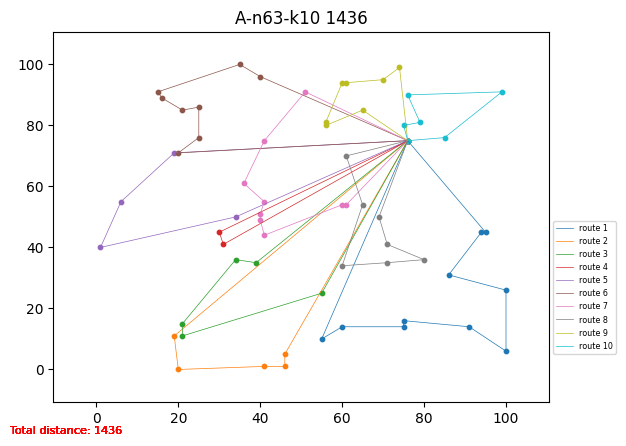 A-n63-k10 1436
100
80
60
40
20
0
0 20 40 60 80 100
route 1
route 2
route 3
route 4
route 5
route 6
route 7
route 8
route 9
route 10
Total distance: 1436